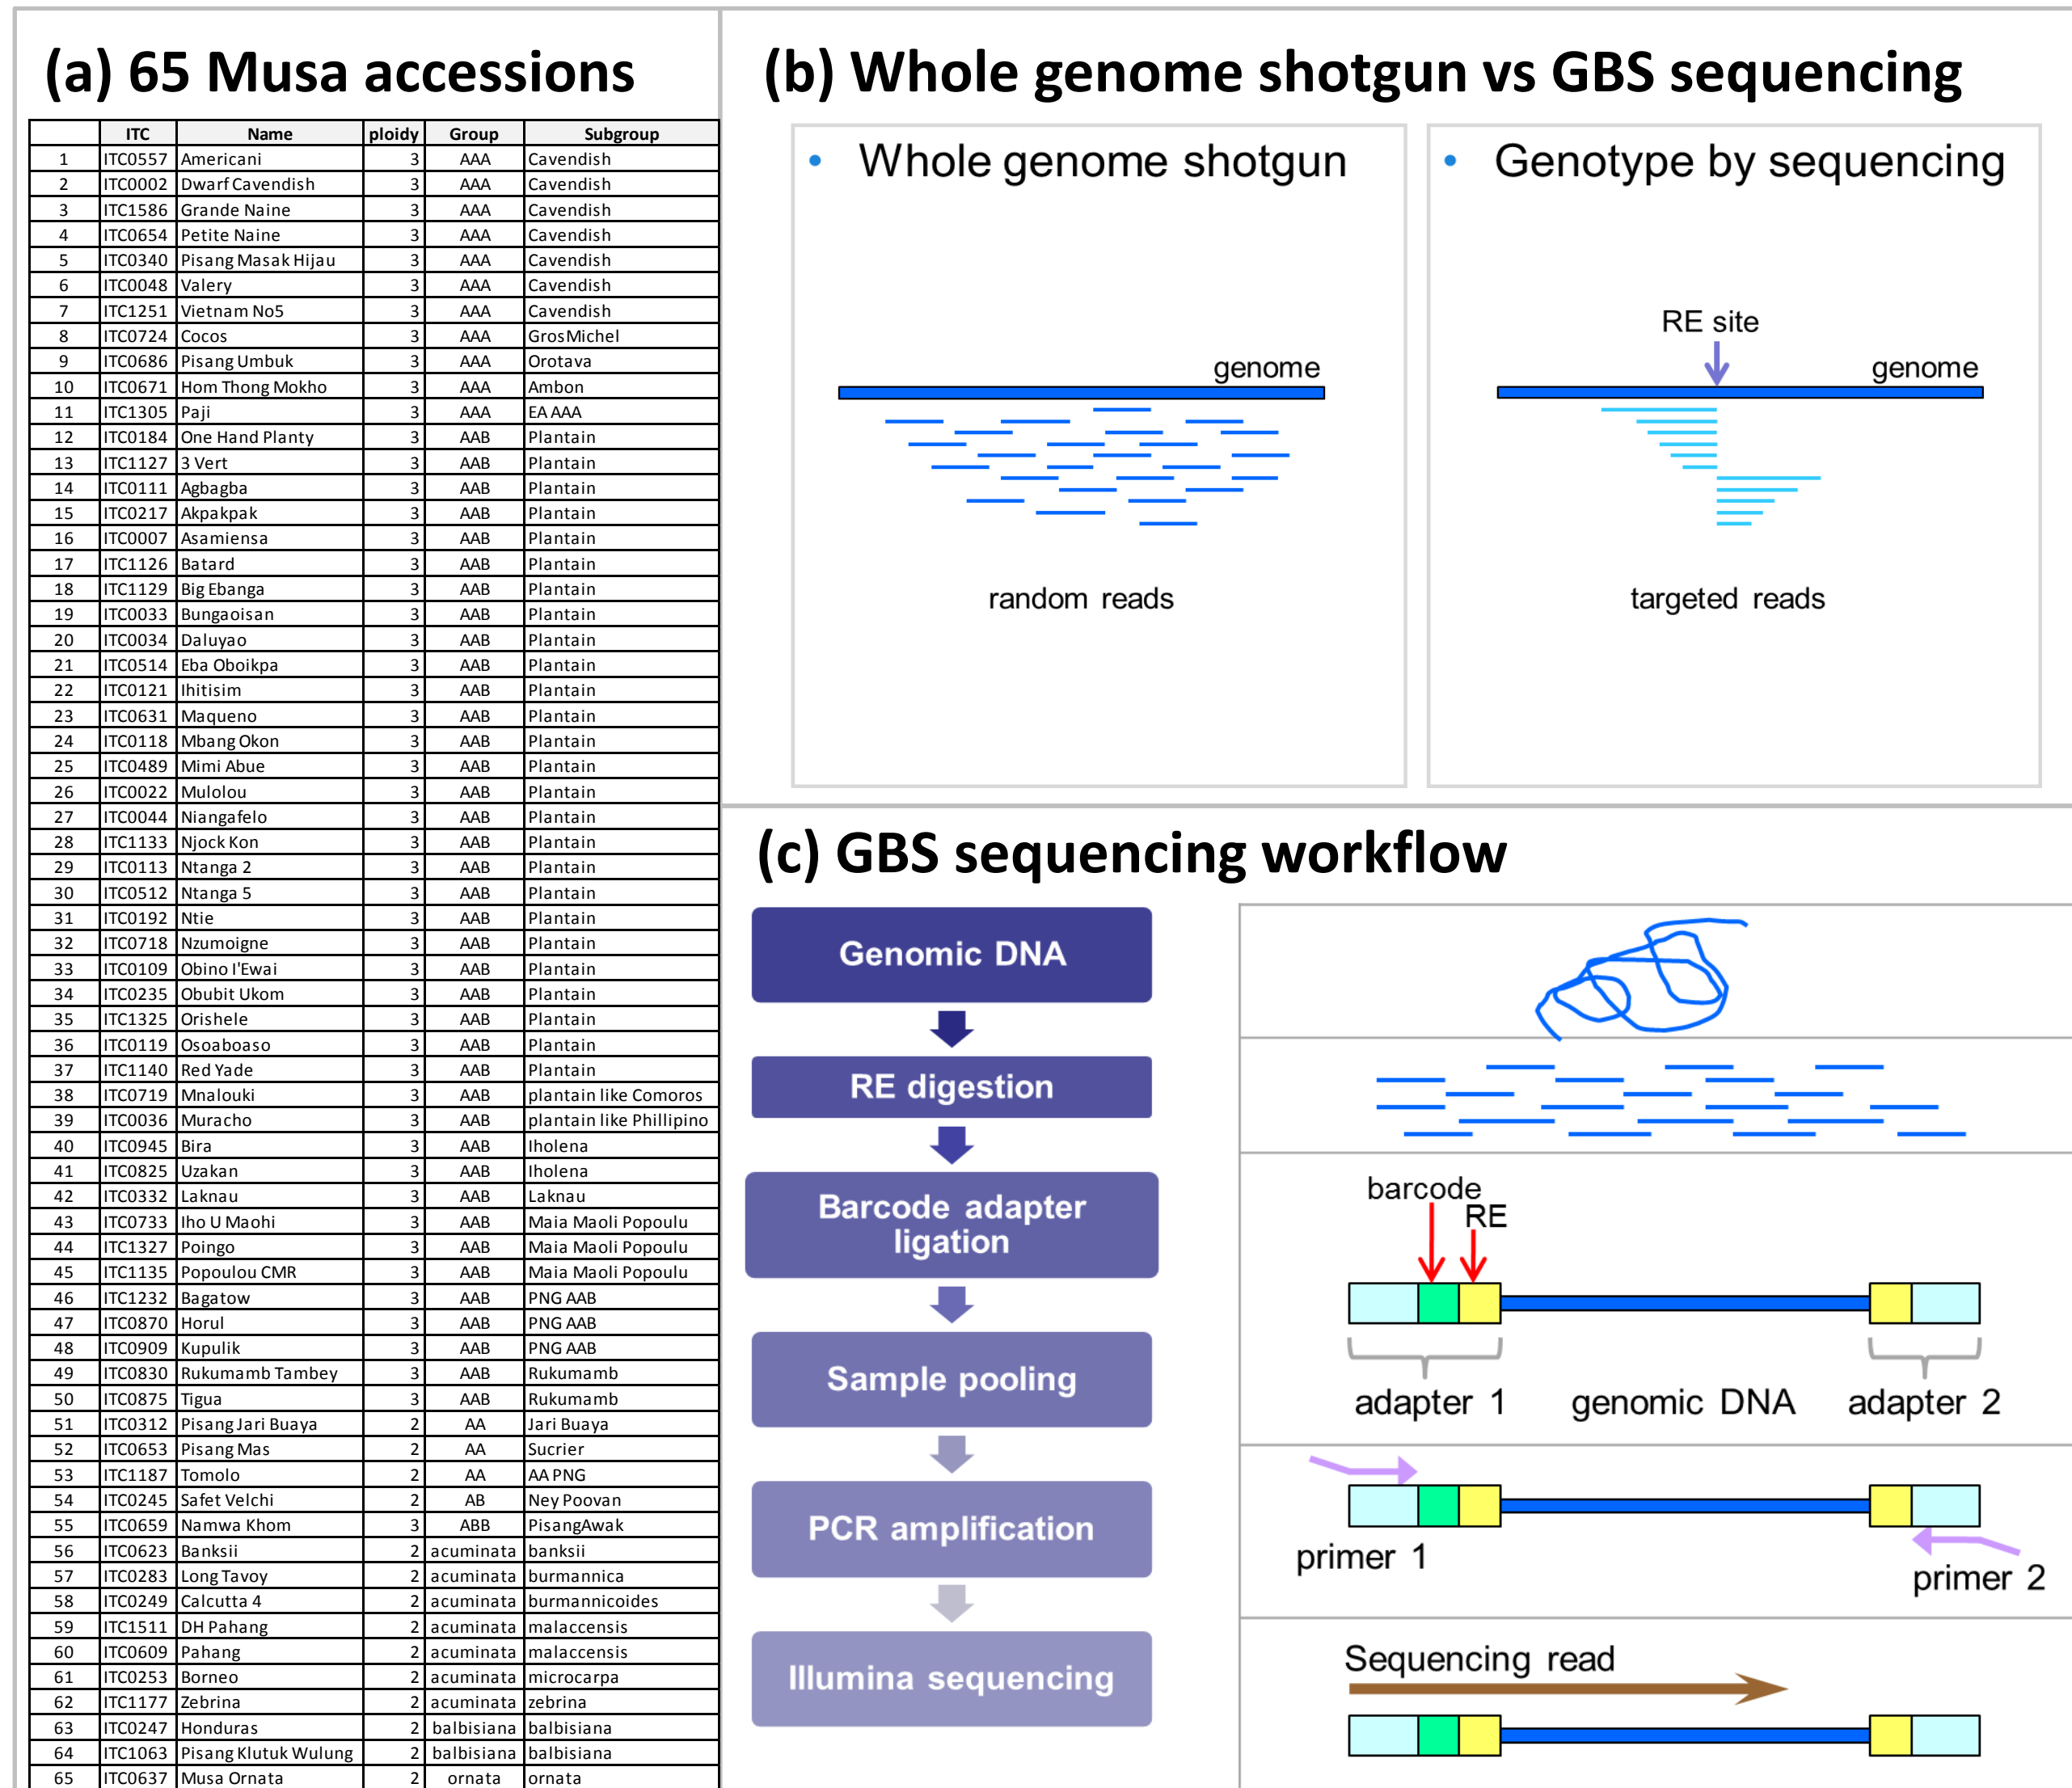 (a) 65 Musa accessions
ITC Name ploidy Group Subgroup
1 ITC0557 Americani 3 AAA Cavendish
2 ITC0002 Dwarf Cavendish 3 AAA Cavendish
3 ITC1586 Grande Naine 3 AAA Cavendish
4 ITC0654 Petite Naine 3 AAA Cavendish
5 ITC0340 Pisang Masak Hijau 3 AAA Cavendish
6 ITC0048 Valery 3 AAA Cavendish
7 ITC1251 Vietnam No5 3 AAA Cavendish
8 ITC0724 Cocos 3 AAA GrosMichel
9 ITC0686 Pisang Umbuk 3 AAA Orotava
10 ITC0671 Hom Thong Mokho 3 AAA Ambon
11 ITC1305 Paji 3 AAA EA AAA
12 ITC0184 One Hand Planty 3 AAB Plantain
13 ITC1127 3 Vert 3 AAB Plantain
14 ITC0111 Agbagba 3 AAB Plantain
15 ITC0217 Akpakpak 3 AAB Plantain
16 ITC0007 Asamiensa 3 AAB Plantain
17 ITC1126 Batard 3 AAB Plantain
18 ITC1129 Big Ebanga 3 AAB Plantain
19 ITC0033 Bungaoisan 3 AAB Plantain
20 ITC0034 Daluyao 3 AAB Plantain
21 ITC0514 Eba Oboikpa 3 AAB Plantain
22 ITC0121 Ihitisim 3 AAB Plantain
23 ITC0631 Maqueno 3 AAB Plantain
24 ITC0118 Mbang Okon 3 AAB Plantain
25 ITC0489 Mimi Abue 3 AAB Plantain
26 ITC0022 Mulolou 3 AAB Plantain
27 ITC0044 Niangafelo 3 AAB Plantain
28 ITC1133 Njock Kon 3 AAB Plantain
29 ITC0113 Ntanga 2 3 AAB Plantain
30 ITC0512 Ntanga 5 3 AAB Plantain
31 ITC0192 Ntie 3 AAB Plantain
32 ITC0718 Nzumoigne 3 AAB Plantain
33 ITC0109 Obino l'Ewai 3 AAB Plantain
34 ITC0235 Obubit Ukom 3 AAB Plantain
35 ITC1325 Orishele 3 AAB Plantain
36 ITC0119 Osoaboaso 3 AAB Plantain
37 ITC1140 Red Yade 3 AAB Plantain
38 ITC0719 Mnalouki 3 AAB plantain like Comoros
39 ITC0036 Muracho 3 AAB plantain like Phillipino
40 ITC0945 Bira 3 AAB Iholena
41 ITC0825 Uzakan 3 AAB Iholena
42 ITC0332 Laknau 3 AAB Laknau
43 ITC0733 Iho U Maohi 3 AAB Maia Maoli Popoulu
44 ITC1327 Poingo 3 AAB Maia Maoli Popoulu
45 ITC1135 Popoulou CMR 3 AAB Maia Maoli Popoulu
46 ITC1232 Bagatow 3 AAB PNG AAB
47 ITC0870 Horul 3 AAB PNG AAB
48 ITC0909 Kupulik 3 AAB PNG AAB
49 ITC0830 Rukumamb Tambey 3 AAB Rukumamb
50 ITC0875 Tigua 3 AAB Rukumamb
51 ITC0312 Pisang Jari Buaya 2 AA Jari Buaya
52 ITC0653 Pisang Mas 2 AA Sucrier
53 ITC1187 Tomolo 2 AA AA PNG
54 ITC0245 Safet Velchi 2 AB Ney Poovan
55 ITC0659 Namwa Khom 3 ABB PisangAwak
56 ITC0623 Banksii 2 acuminata banksii
57 ITC0283 Long Tavoy 2 acuminata burmannica
58 ITC0249 Calcutta 4 2 acuminata burmannicoides
59 ITC1511 DH Pahang 2 acuminata malaccensis
60 ITC0609 Pahang 2 acuminata malaccensis
61 ITC0253 Borneo 2 acuminata microcarpa
62 ITC1177 Zebrina 2 acuminata zebrina
63 ITC0247 Honduras 2 balbisiana balbisiana
64 ITC1063 Pisang Klutuk Wulung 2 balbisiana balbisiana
65 ITC0637 Musa Ornata 2 ornata ornata
(b) Whole genome shotgun vs GBS sequencing
• Whole genome shotgun
genome
random reads
• Genotype by sequencing
RE site
genome
targeted reads
(c) GBS sequencing workflow
Genomic DNA
RE digestion
Barcode adapter
ligation
Sample pooling
PCR amplification
Illumina sequencing
barcode
RE
adapter 1 genomic DNA adapter 2
primer 1
primer 2
Sequencing read